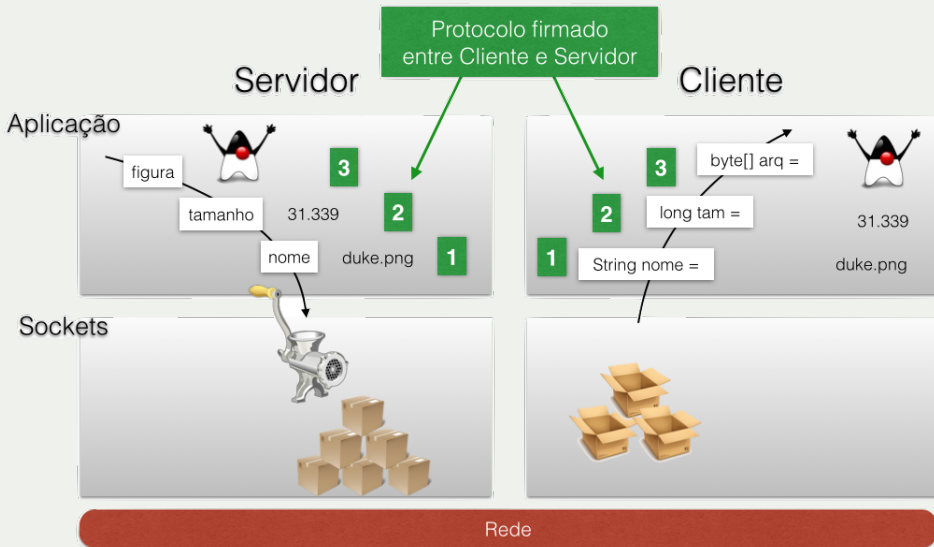 Protocolo firmado
entre Cliente e Servidor
Servidor
Cliente
Aplicação
figura
3
tamanho
31.339
2
nome
duke.png
1
3
byte[] arq =
2
long tam =
31.339
1
String nome =
duke.png
Sockets
Rede